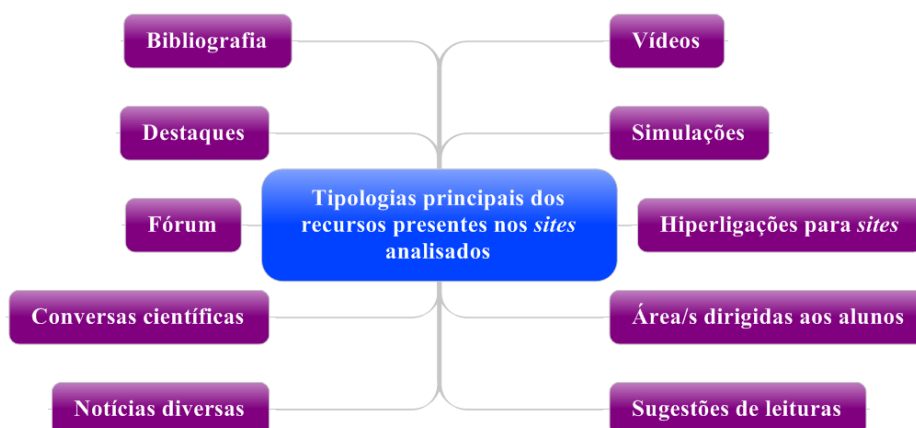 Bibliografia
Destaques
Fórum
Conversas científicas
Notícias diversas
Tipologias principais dos
recursos presentes nos sites
analisados
Vídeos
Simulações
Hiperligações para sites
Área/s dirigidas aos alunos
Sugestões de leituras